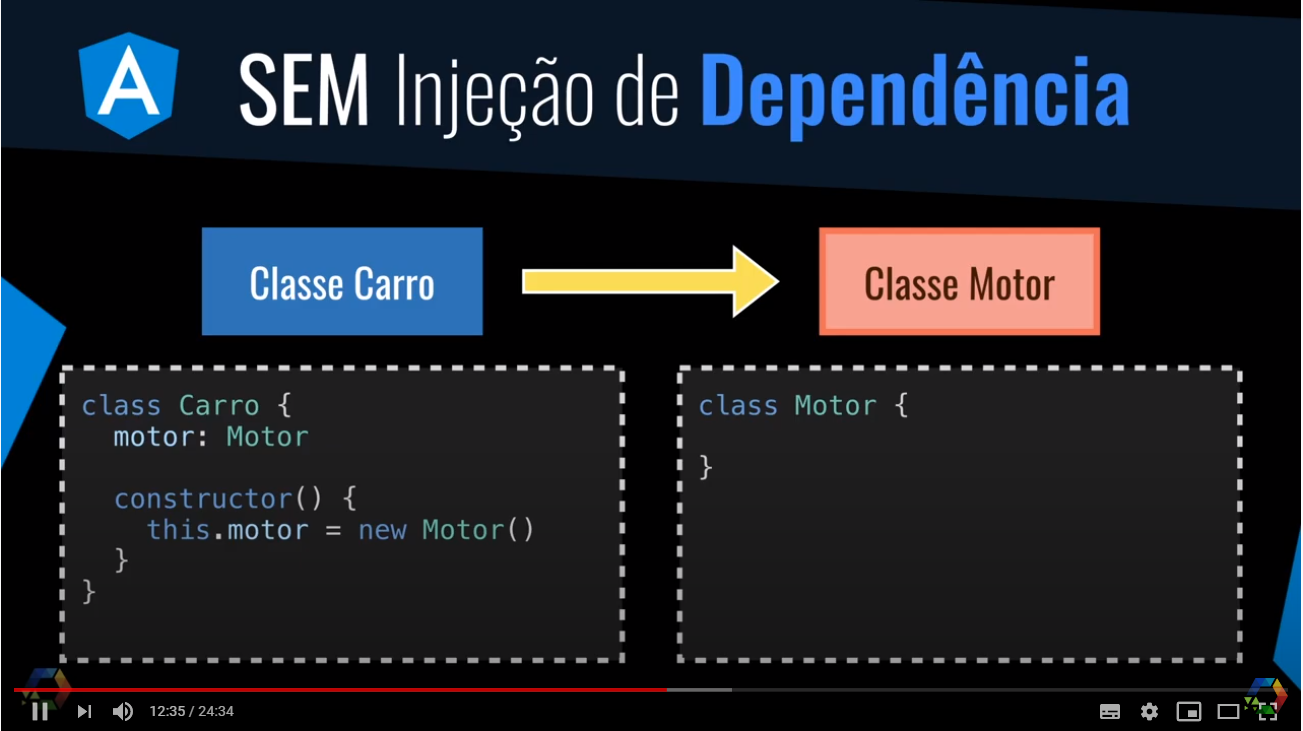 A
SEM Injeção de Dependência
Classe Carro
Classe Motor
class Carro {
  motor: Motor

  constructor() {
    this.motor = new Motor()
  }
}
class Motor {

}
12:35 / 24:34